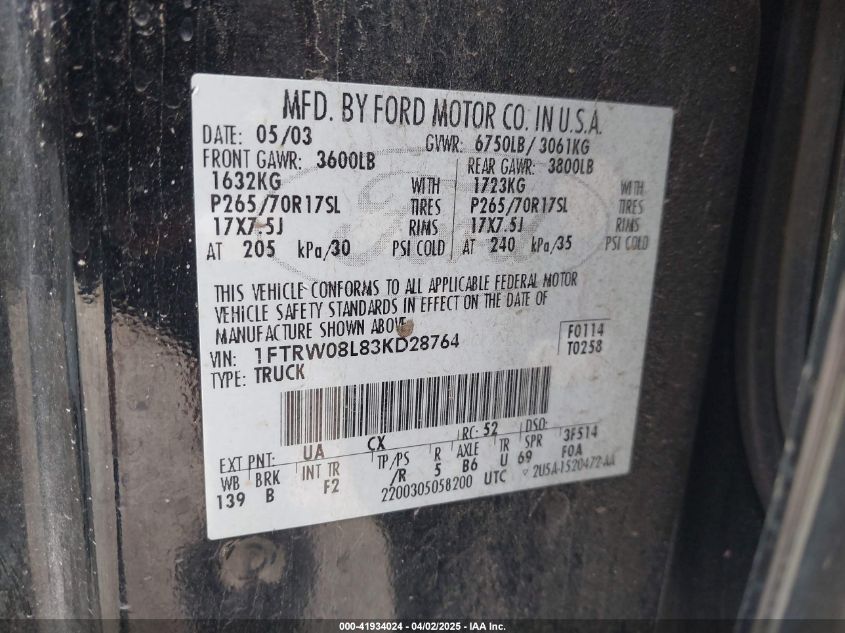 MFD. BY FORD MOTOR CO. IN U.S.A.
DATE: 05/03 GVWR: 6750LB/ 3061KG
FRONT GAWR: 3600LB REAR GAWR: 3800LB
1632KG WITH 1723KG WITH
P265/70R17SL TIRES P265/70R17SL TIRES
17X7.5J RIMS 17X7.5J RIMS
AT 205 kPa/30 PSI COLD AT 240 kPa/35 PSI COLD
THIS VEHICLE CONFORMS TO ALL APPLICABLE FEDERAL MOTOR
VEHICLE SAFETY STANDARDS IN EFFECT ON THE DATE OF
MANUFACTURE SHOWN ABOVE
VIN: 1FTRW08L83KD28764 F0114
TYPE: TRUCK T0258
EXT PNT: UA CX RC: 52 DSO:
WB BRK INT TR TP/PS R AXLE TR SPR 3F514
139 B F2 /R 5 B6 U 69 F0A
2200305058200 UTC 2U5A-1520472-AA
000-41934024 - 04/02/2025 - IAA Inc.